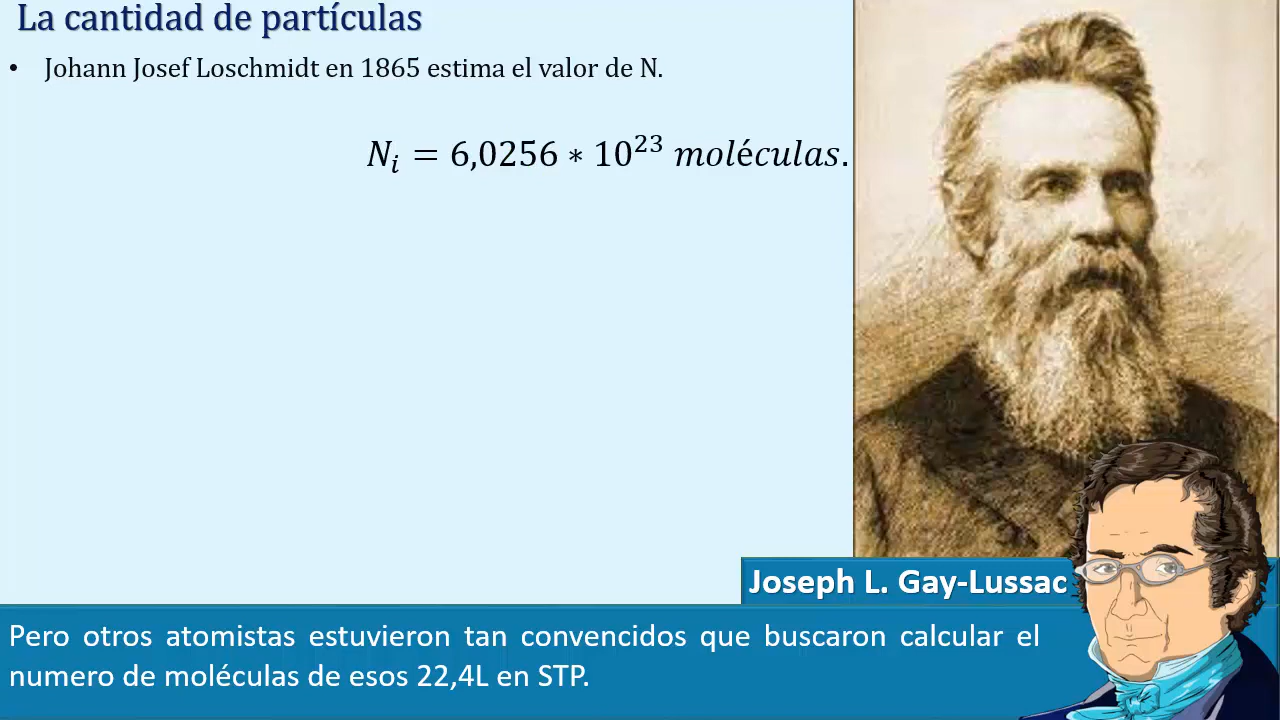 La cantidad de partículas
• Johann Josef Loschmidt en 1865 estima el valor de N.
Nᵢ = 6,0256 ∗ 10²³ moléculas.
Joseph L. Gay-Lussac
Pero otros atomistas estuvieron tan convencidos que buscaron calcular el
numero de moléculas de esos 22,4L en STP.